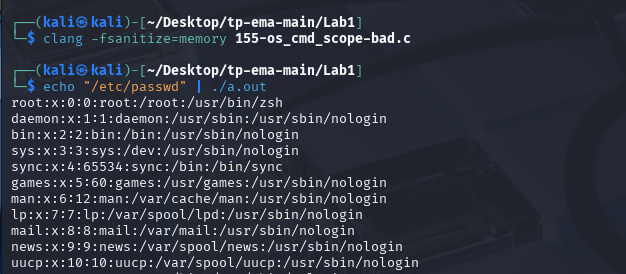 ┌──(kali㉿kali)-[~/Desktop/tp-ema-main/Lab1]
└─$ clang -fsanitize=memory 155-os_cmd_scope-bad.c
┌──(kali㉿kali)-[~/Desktop/tp-ema-main/Lab1]
└─$ echo "/etc/passwd" | ./a.out
root:x:0:0:root:/root:/usr/bin/zsh
daemon:x:1:1:daemon:/usr/sbin:/usr/sbin/nologin
bin:x:2:2:bin:/bin:/usr/sbin/nologin
sys:x:3:3:sys:/dev:/usr/sbin/nologin
sync:x:4:65534:sync:/bin:/bin/sync
games:x:5:60:games:/usr/games:/usr/sbin/nologin
man:x:6:12:man:/var/cache/man:/usr/sbin/nologin
lp:x:7:7:lp:/var/spool/lpd:/usr/sbin/nologin
mail:x:8:8:mail:/var/mail:/usr/sbin/nologin
news:x:9:9:news:/var/spool/news:/usr/sbin/nologin
uucp:x:10:10:uucp:/var/spool/uucp:/usr/sbin/nologin